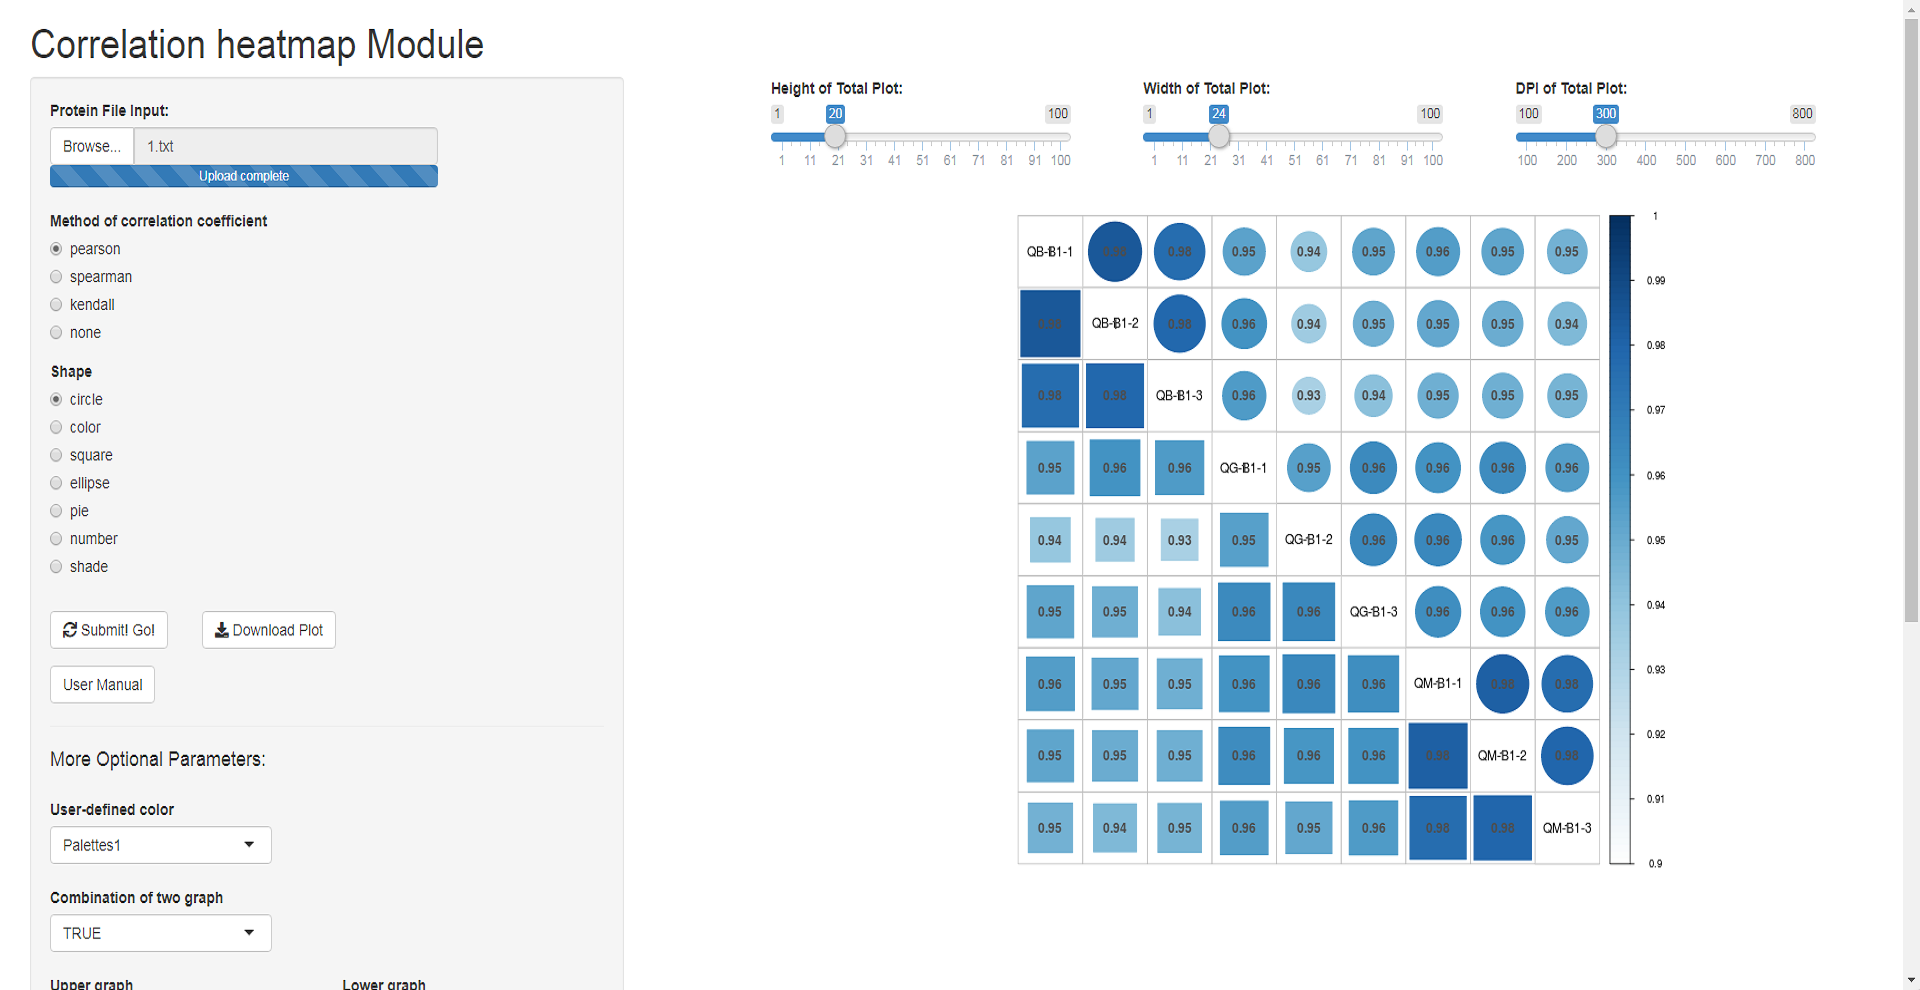 Correlation heatmap Module
Protein File Input:
Browse... 1.txt
Upload complete
Method of correlation coefficient
pearson
spearman
kendall
none
Shape
circle
color
square
ellipse
pie
number
shade
Submit! Go! Download Plot
User Manual
More Optional Parameters:
User-defined color
Palettes1
Combination of two graph
TRUE
Upper graph Lower graph
Height of Total Plot:
1 20 100
1 11 21 31 41 51 61 71 81 91 100
Width of Total Plot:
1 24 100
1 11 21 31 41 51 61 71 81 91 100
DPI of Total Plot:
100 300 800
100 200 300 400 500 600 700 800
QB-B1-1 0.98 0.95 0.94 0.95 0.96 0.95 0.95
QB-B1-2 0.98 0.96 0.94 0.95 0.95 0.95 0.94
0.98 0.98 QB-B1-3 0.96 0.93 0.94 0.95 0.95 0.95
0.95 0.96 0.96 QG-B1-1 0.95 0.96 0.96 0.96 0.96
0.94 0.94 0.93 0.95 QG-B1-2 0.96 0.96 0.96 0.95
0.95 0.95 0.94 0.96 0.96 QG-B1-3 0.96 0.96 0.96
0.96 0.95 0.95 0.96 0.96 0.96 QM-B1-1 0.98 0.98
0.95 0.95 0.95 0.96 0.96 0.96 0.98 QM-B1-2 0.98
0.95 0.94 0.95 0.96 0.95 0.96 0.98 0.98 QM-B1-3
1
0.99
0.98
0.97
0.96
0.95
0.94
0.93
0.92
0.91
0.9